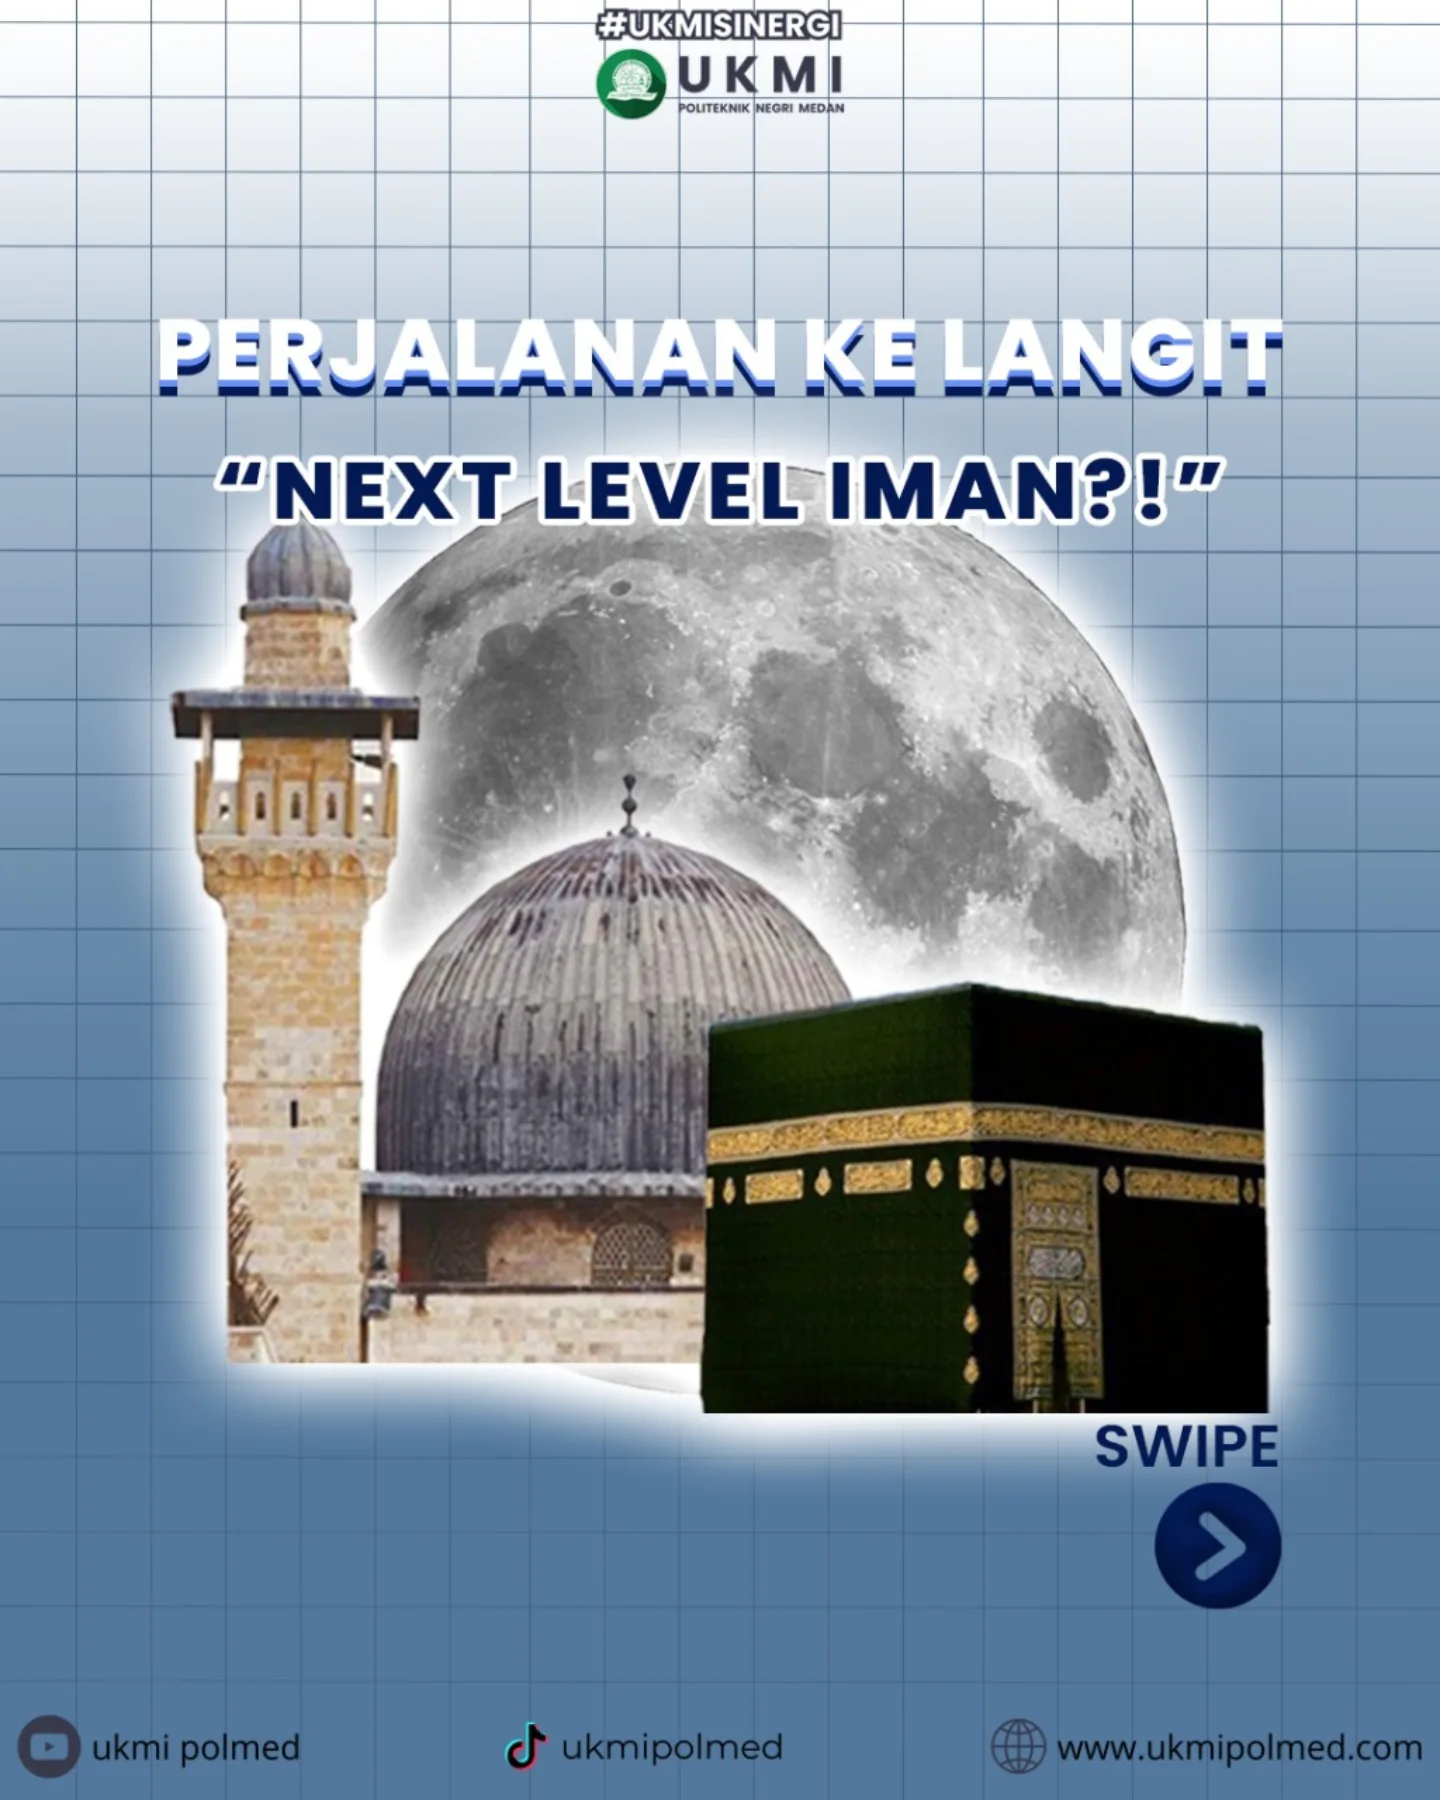 #UKMISINERGI
UKMI
POLITEKNIK NEGRI MEDAN
PERJALANAN KE LANGIT
“NEXT LEVEL IMAN?!”
SWIPE
ukmi polmed
ukmipolmed
www.ukmipolmed.com